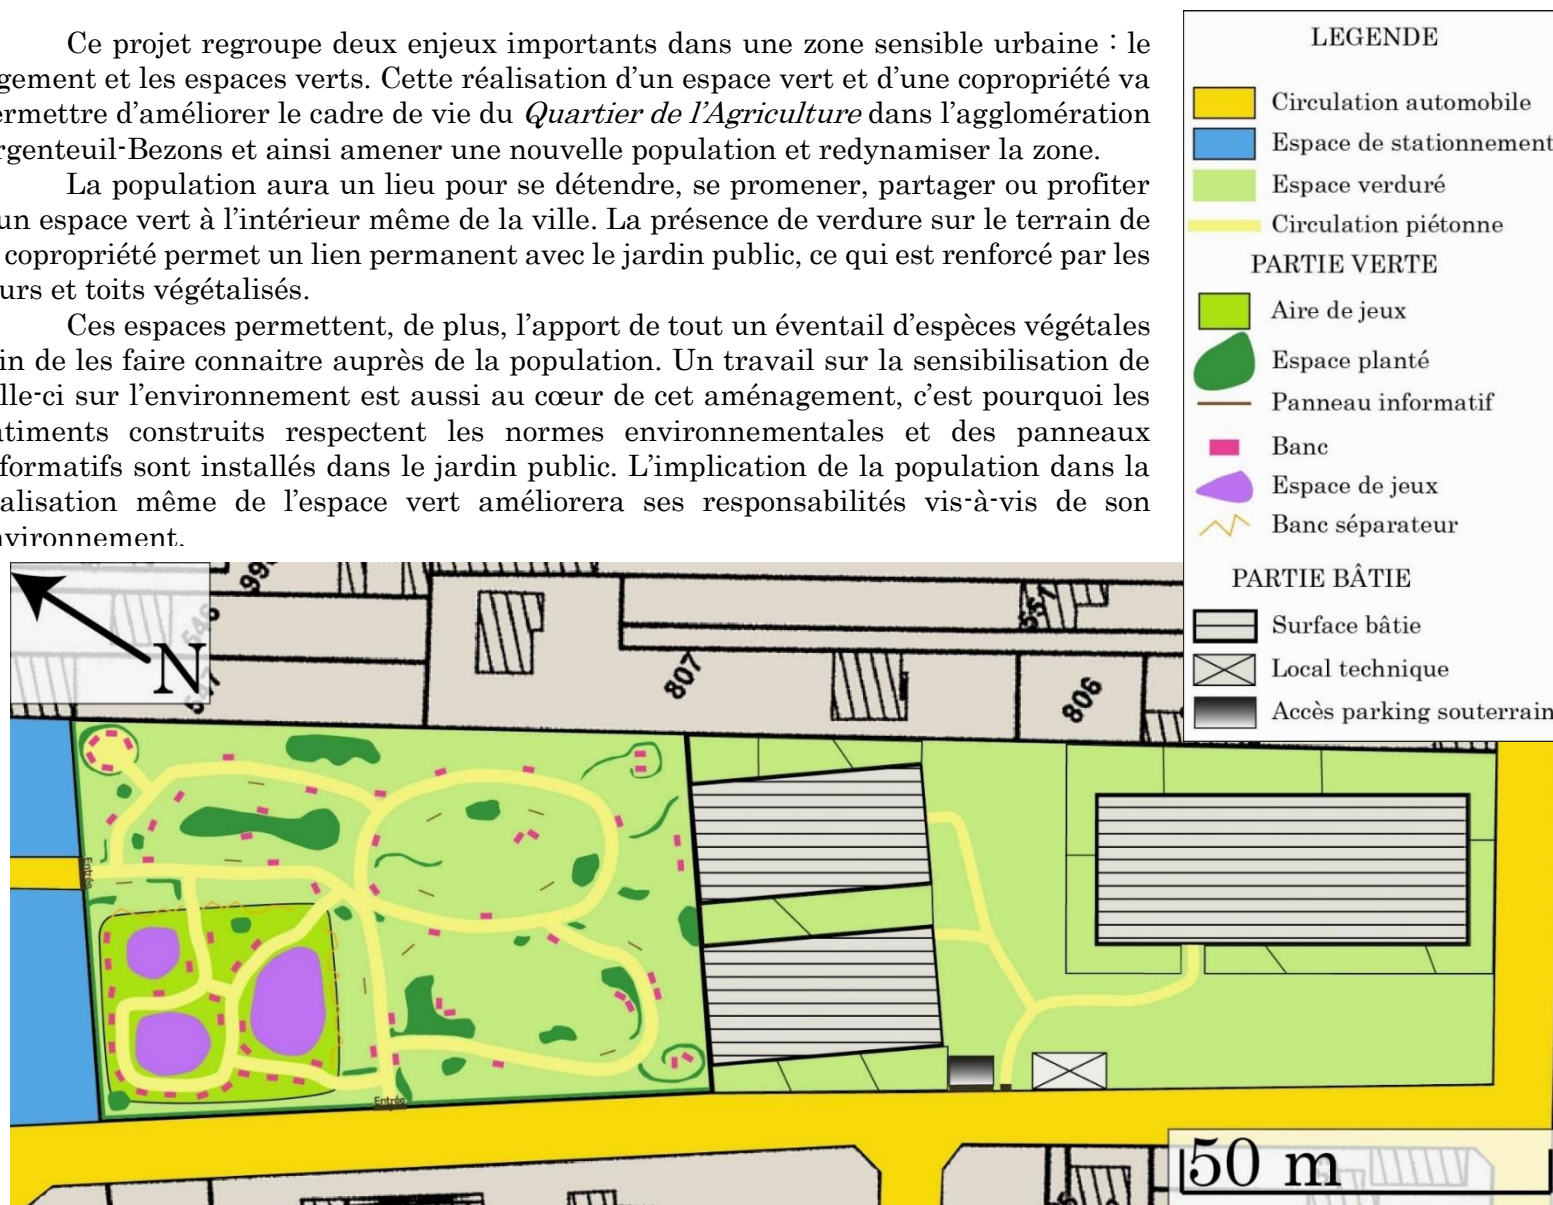 Ce projet regroupe deux enjeux importants dans une zone sensible urbaine : le
gement et les espaces verts. Cette réalisation d’un espace vert et d’une copropriété va
ermettre d’améliorer le cadre de vie du Quartier de l’Agriculture dans l’agglomération
rgenteuil-Bezons et ainsi amener une nouvelle population et redynamiser la zone.
La population aura un lieu pour se détendre, se promener, partager ou profiter
un espace vert à l’intérieur même de la ville. La présence de verdure sur le terrain de
copropriété permet un lien permanent avec le jardin public, ce qui est renforcé par les
urs et toits végétalisés.
Ces espaces permettent, de plus, l’apport de tout un éventail d’espèces végétales
in de les faire connaitre auprès de la population. Un travail sur la sensibilisation de
lle-ci sur l’environnement est aussi au cœur de cet aménagement, c’est pourquoi les
âtiments construits respectent les normes environnementales et des panneaux
formatifs sont installés dans le jardin public. L’implication de la population dans la
alisation même de l’espace vert améliorera ses responsabilités vis-à-vis de son
nvironnement.
LEGENDE
Circulation automobile
Espace de stationnement
Espace verduré
Circulation piétonne
PARTIE VERTE
Aire de jeux
Espace planté
Panneau informatif
Banc
Espace de jeux
Banc séparateur
PARTIE BÂTIE
Surface bâtie
Local technique
Accès parking souterrain
N
548
547
807
557
806
Entrée
Entrée
50 m